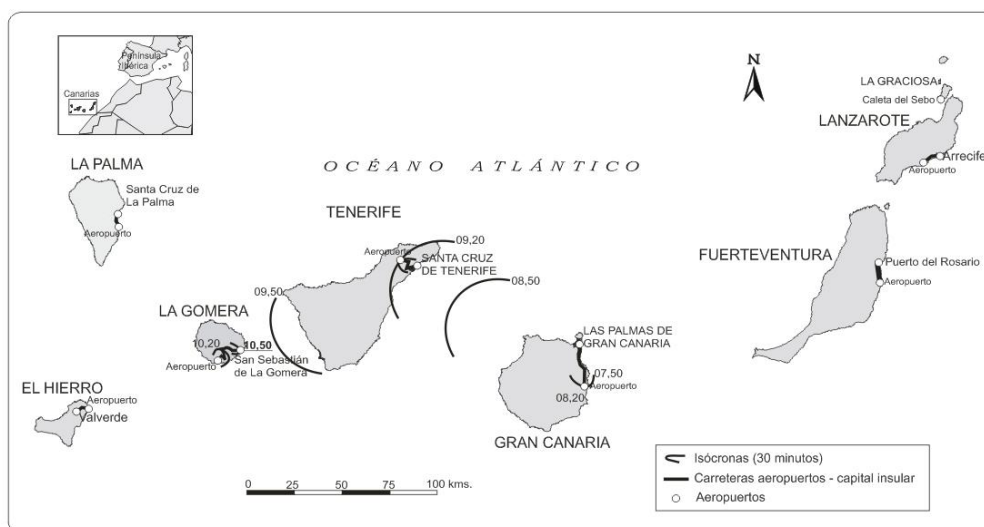 Península
Ibérica
Canarias
N
LA GRACIOSA
Caleta del Sebo
LANZAROTE
Arrecife
Aeropuerto
LA PALMA
Santa Cruz de
La Palma
Aeropuerto
OCÉANO ATLÁNTICO
TENERIFE
09,20
Aeropuerto
SANTA CRUZ
DE TENERIFE
08,50
FUERTEVENTURA
Puerto del Rosario
Aeropuerto
09,50
LA GOMERA
10,20
10,50
San Sebastián
de La Gomera
Aeropuerto
LAS PALMAS DE
GRAN CANARIA
07,50
Aeropuerto
08,20
GRAN CANARIA
EL HIERRO
Aeropuerto
Valverde
0 25 50 75 100 kms.
Isócronas (30 minutos)
Carreteras aeropuertos - capital insular
Aeropuertos